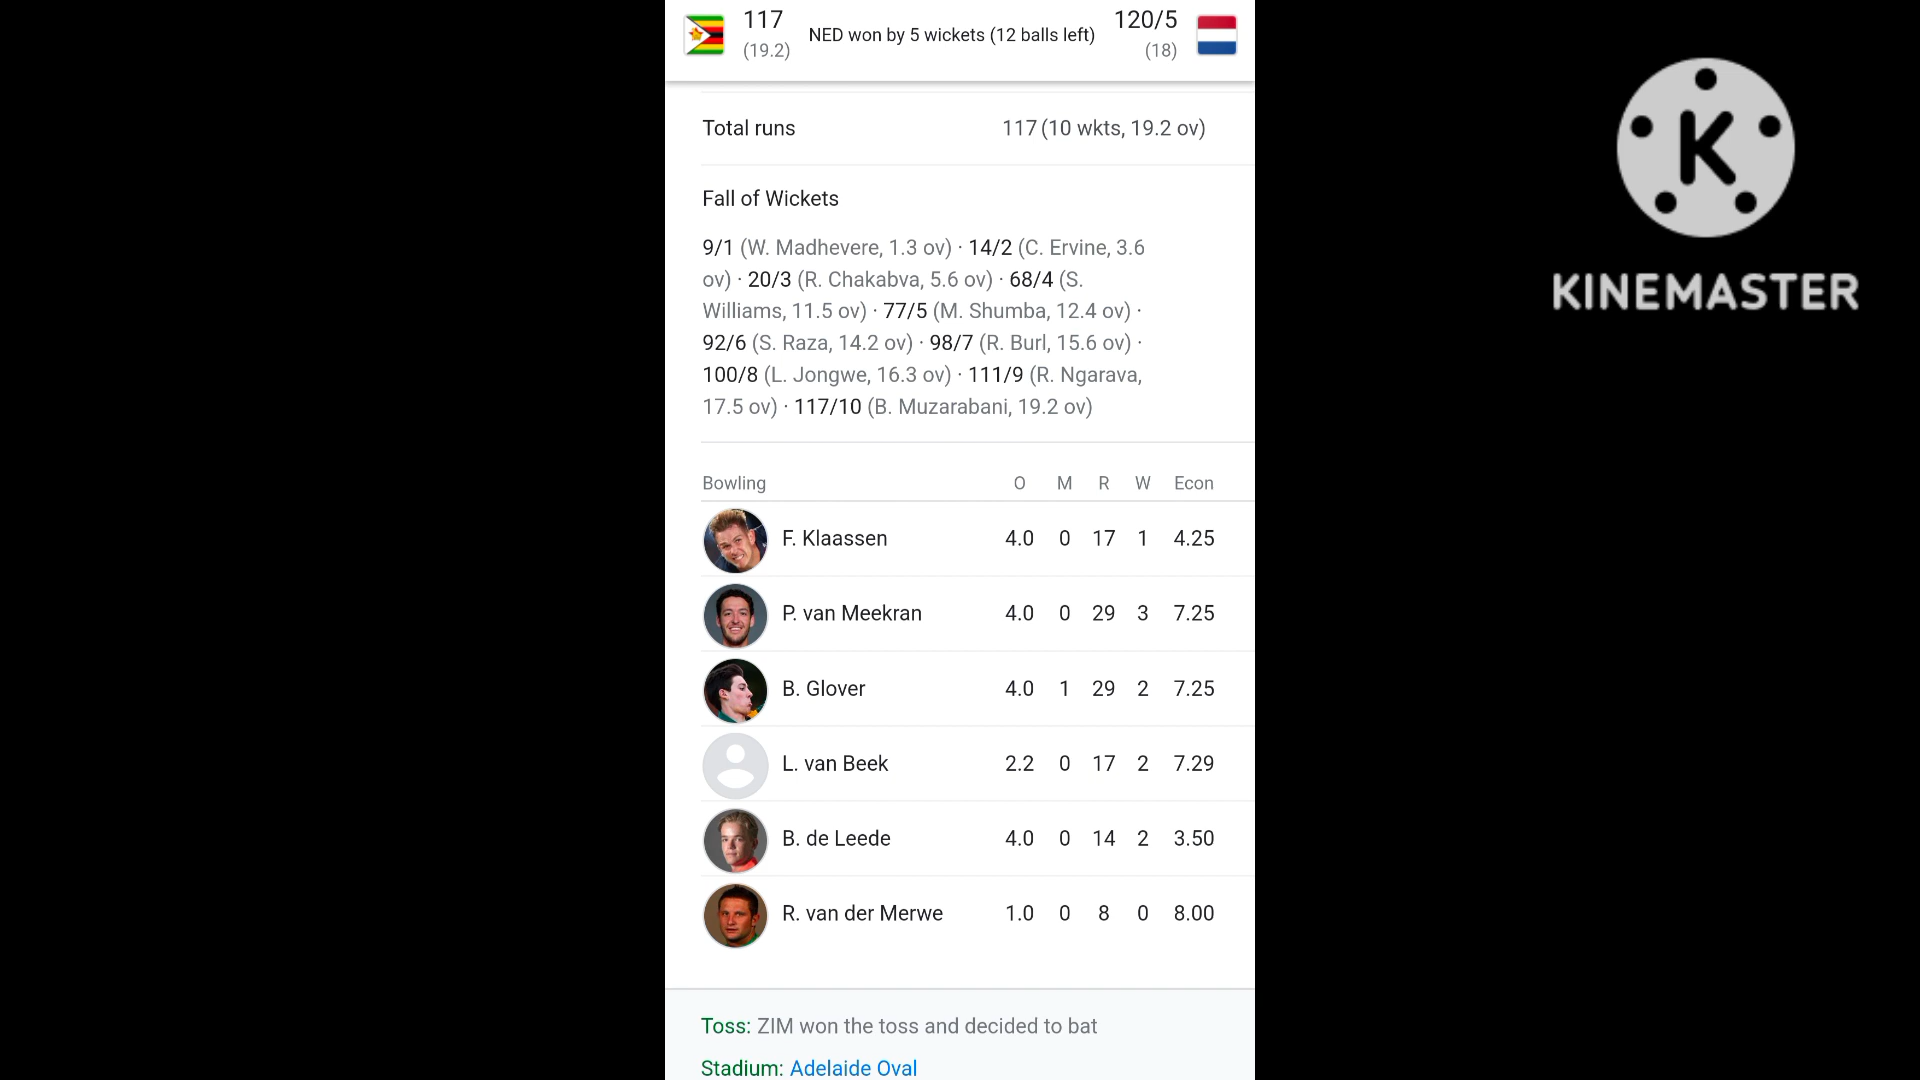 117
(19.2)
NED won by 5 wickets (12 balls left)
120/5
(18)
K
KINEMASTER
Total runs 117 (10 wkts, 19.2 ov)
Fall of Wickets
9/1 (W. Madhevere, 1.3 ov) · 14/2 (C. Ervine, 3.6
ov) · 20/3 (R. Chakabva, 5.6 ov) · 68/4 (S.
Williams, 11.5 ov) · 77/5 (M. Shumba, 12.4 ov) ·
92/6 (S. Raza, 14.2 ov) · 98/7 (R. Burl, 15.6 ov) ·
100/8 (L. Jongwe, 16.3 ov) · 111/9 (R. Ngarava,
17.5 ov) · 117/10 (B. Muzarabani, 19.2 ov)
Bowling O M R W Econ
F. Klaassen 4.0 0 17 1 4.25
P. van Meekran 4.0 0 29 3 7.25
B. Glover 4.0 1 29 2 7.25
L. van Beek 2.2 0 17 2 7.29
B. de Leede 4.0 0 14 2 3.50
R. van der Merwe 1.0 0 8 0 8.00
Toss: ZIM won the toss and decided to bat
Stadium: Adelaide Oval